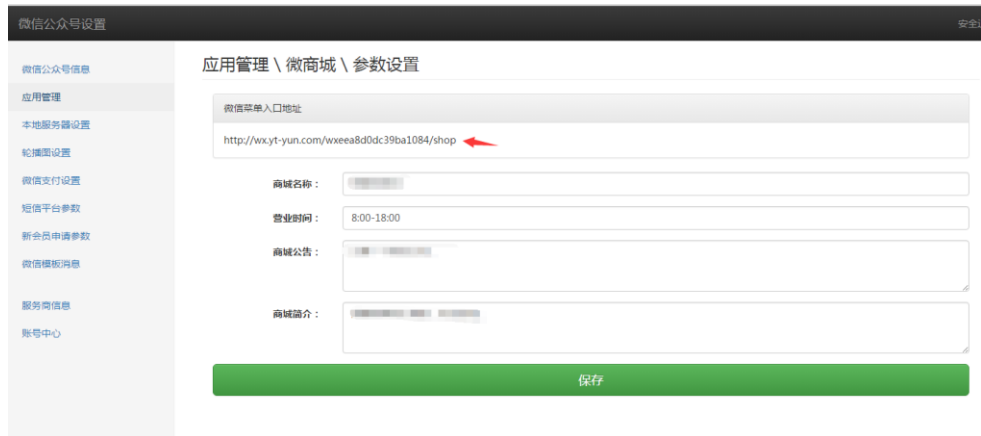 微信公众号设置
安全
微信公众号信息
应用管理
本地服务器设置
轮播图设置
微信支付设置
短信平台参数
新会员申请参数
微信模板消息
服务商信息
账号中心
应用管理 \ 微商城 \ 参数设置
微信菜单入口地址
http://wx.yt-yun.com/wxeea8d0dc39ba1084/shop
商城名称：
营业时间：
8:00-18:00
商城公告：
商城简介：
保存